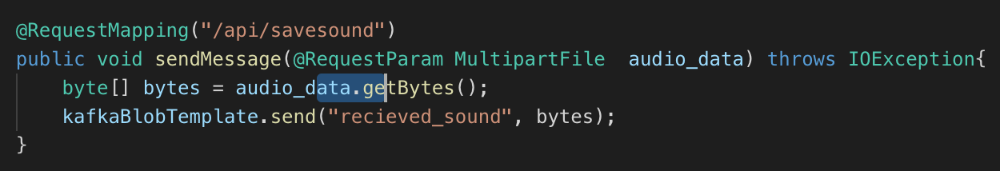 @RequestMapping("/api/savesound")
public void sendMessage(@RequestParam MultipartFile  audio_data) throws IOException{
    byte[] bytes = audio_data.getBytes();
    kafkaBlobTemplate.send("recieved_sound", bytes);
}